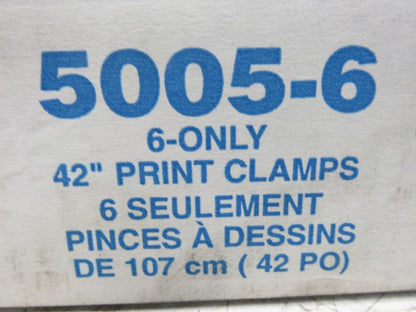 5005-6
6-ONLY
42" PRINT CLAMPS
6 SEULEMENT
PINCES À DESSINS
DE 107 cm ( 42 PO)